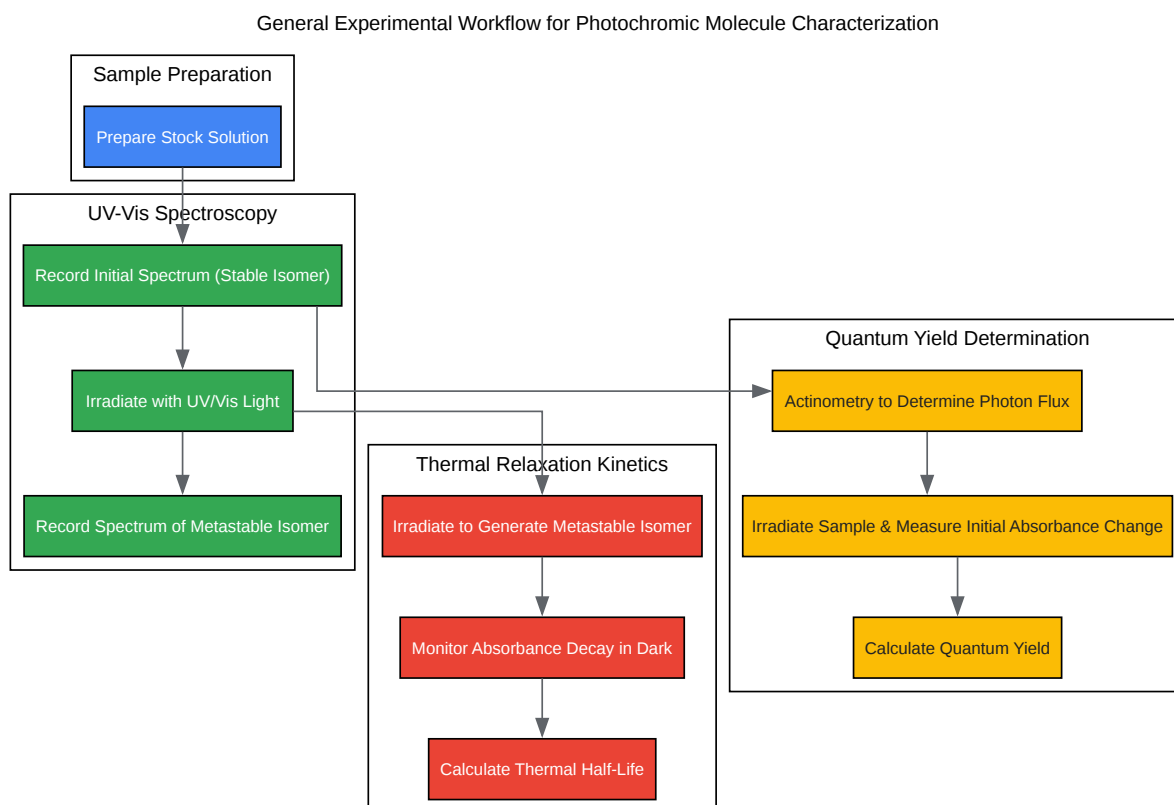 General Experimental Workflow for Photochromic Molecule Characterization
Sample Preparation
Prepare Stock Solution
UV-Vis Spectroscopy
Record Initial Spectrum (Stable Isomer)
Irradiate with UV/Vis Light
Record Spectrum of Metastable Isomer
Thermal Relaxation Kinetics
Irradiate to Generate Metastable Isomer
Monitor Absorbance Decay in Dark
Calculate Thermal Half-Life
Quantum Yield Determination
Actinometry to Determine Photon Flux
Irradiate Sample & Measure Initial Absorbance Change
Calculate Quantum Yield